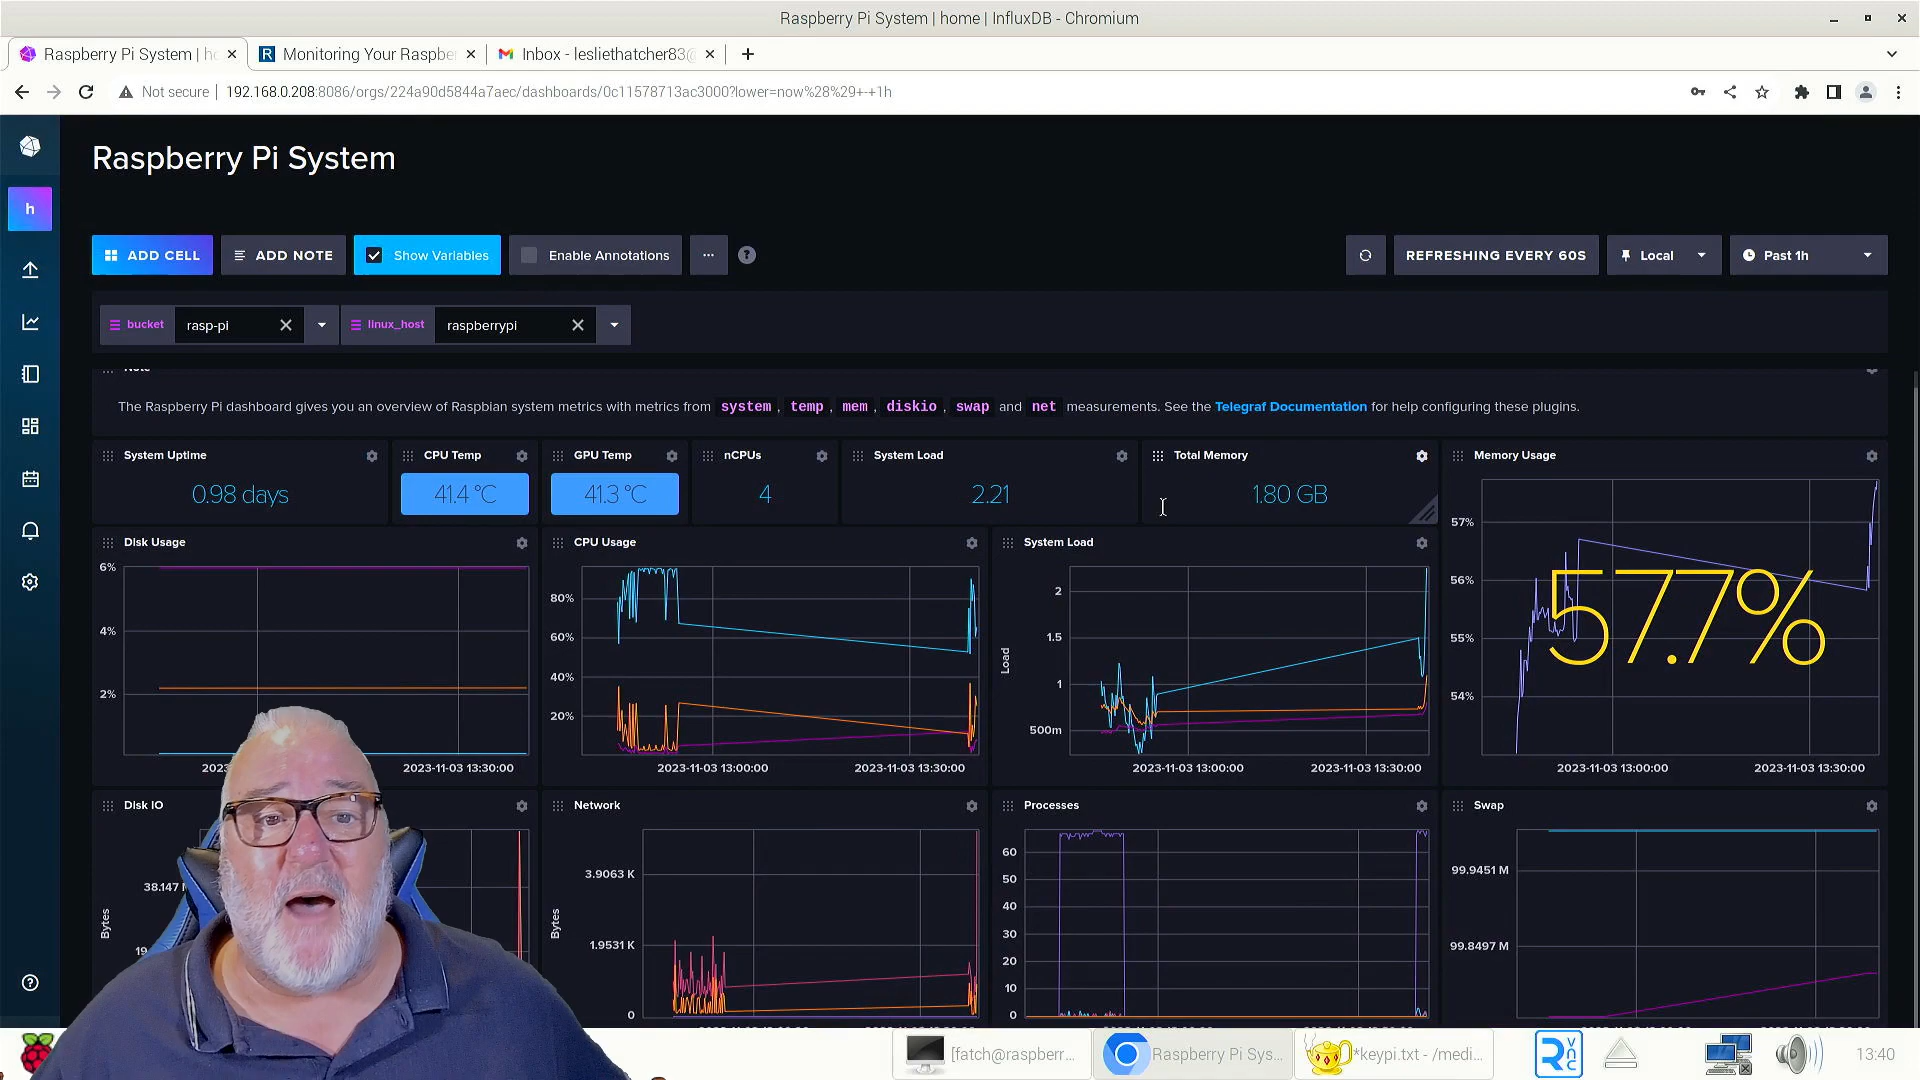 Raspberry Pi System | home | InfluxDB - Chromium
Raspberry Pi System | h
Monitoring Your Raspbe
Inbox - lesliethatcher83@
Not secure
192.168.0.208:8086/orgs/224a90d5844a7aec/dashboards/0c11578713ac3000?lower=now%28%29+-+1h
Raspberry Pi System
h
ADD CELL
ADD NOTE
Show Variables
Enable Annotations
...
?
REFRESHING EVERY 60S
Local
Past 1h
bucket
rasp-pi
linux_host
raspberrypi
Note
The Raspberry Pi dashboard gives you an overview of Raspbian system metrics with metrics from system, temp, mem, diskio, swap and net measurements. See the Telegraf Documentation for help configuring these plugins.
System Uptime
CPU Temp
GPU Temp
nCPUs
System Load
Total Memory
Memory Usage
0.98 days
41.4 °C
41.3 °C
4
2.21
1.80 GB
57%
56%
55%
54%
57.7%
2023-11-03 13:00:00
2023-11-03 13:30:00
Disk Usage
6%
4%
2%
2023-11-03 13:30:00
CPU Usage
80%
60%
40%
20%
2023-11-03 13:00:00
2023-11-03 13:30:00
System Load
Load
2
1.5
1
500m
2023-11-03 13:00:00
2023-11-03 13:30:00
Disk IO
Bytes
38.147
Network
Bytes
3.9063 K
1.9531 K
0
Processes
60
50
40
30
20
10
0
Swap
99.9451 M
99.8497 M
[fatch@raspberr...
Raspberry Pi Sys...
*keypi.txt - /medi...
13:40